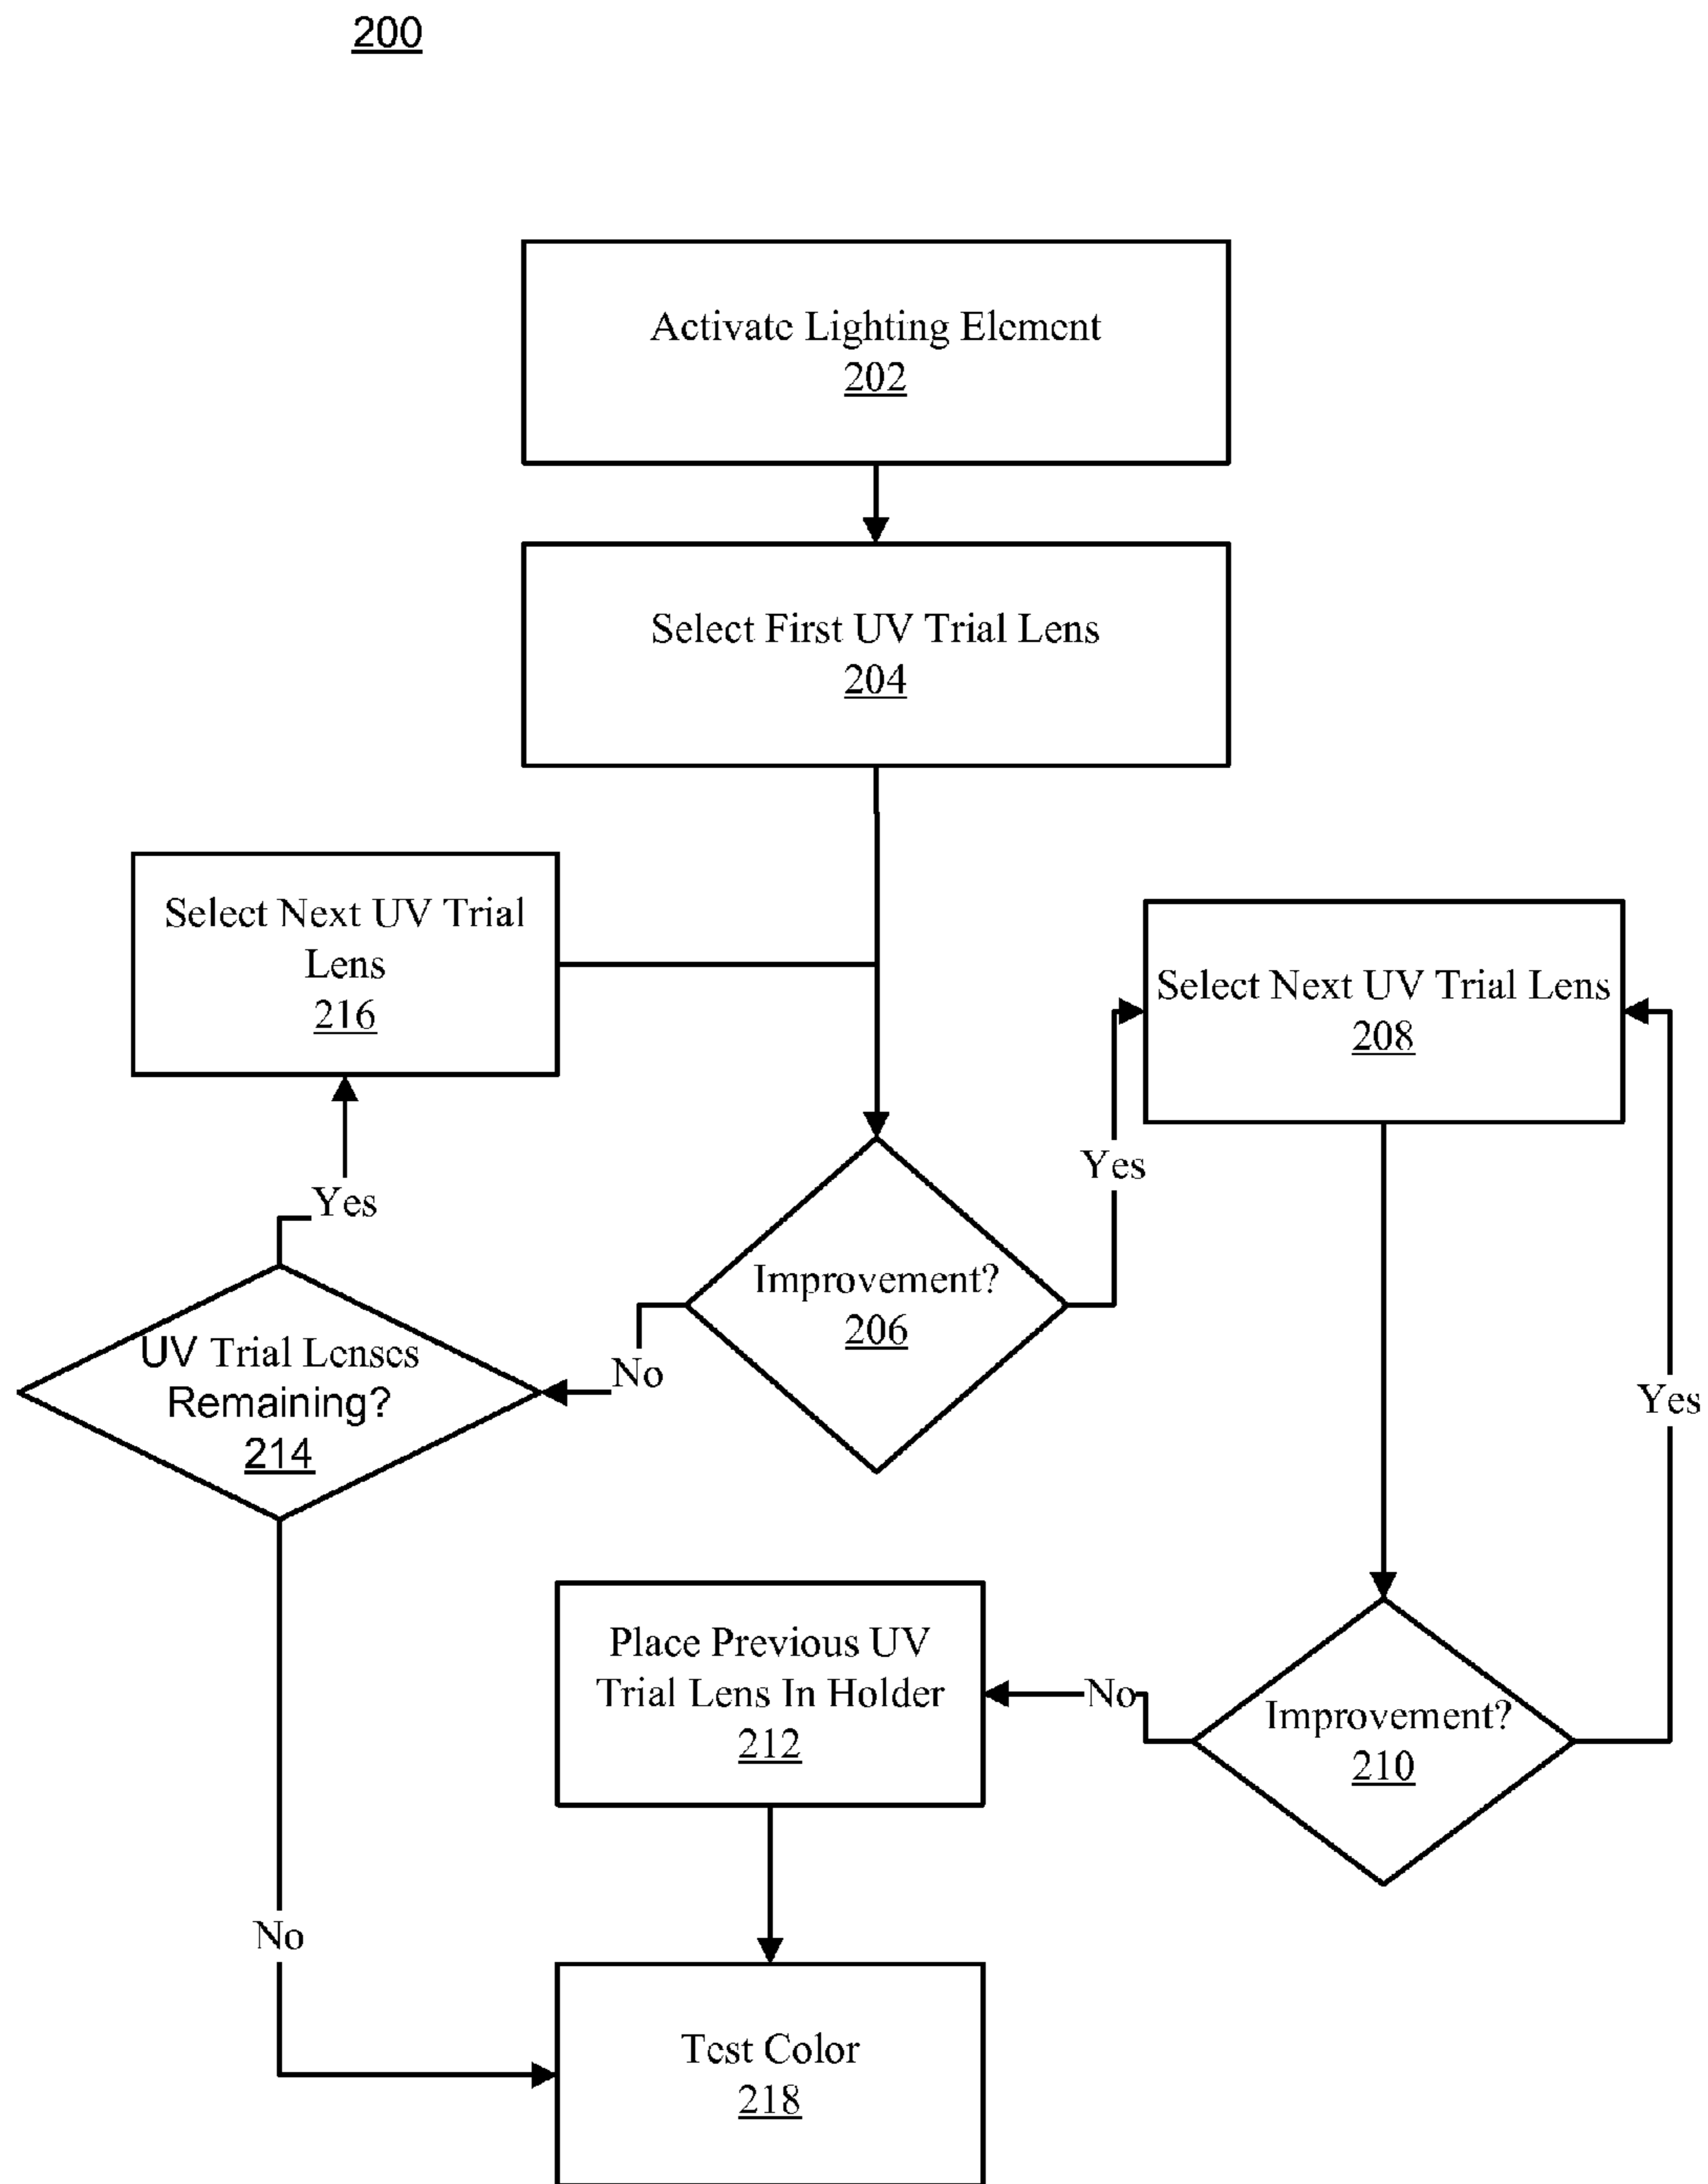 200
Activate Lighting Element
202
Select First UV Trial Lens
204
Select Next UV Trial
Lens
216
Select Next UV Trial Lens
208
Yes
Yes
Improvement?
206
No
UV Trial Lenses
Remaining?
214
Yes
Place Previous UV
Trial Lens In Holder
212
No
Improvement?
210
No
Test Color
218